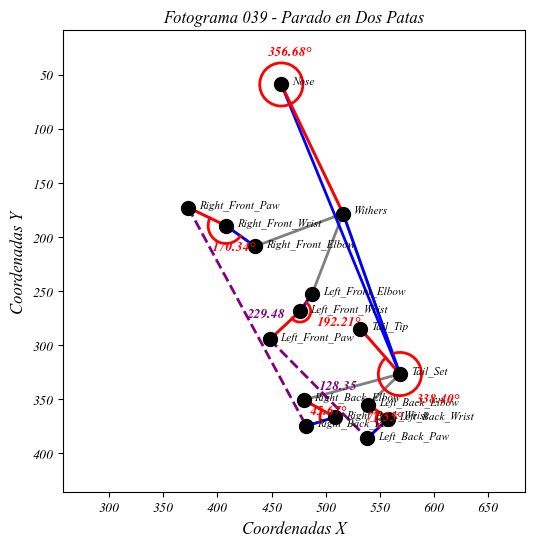 Fotograma 039 - Parado en Dos Patas
356.68°
Nose
Right_Front_Paw
Withers
Right_Front_Wrist
170.34°
Right_Front_Elbow
Left_Front_Elbow
229.48
Left_Front_Wrist
192.21°
Tail_Tip
Left_Front_Paw
Tail_Set
128.35
Right_Back_Elbow
338.40°
Left_Back_Elbow
Left_Back_Wrist
Left_Back_Paw
50
100
150
200
250
300
350
400
Coordenadas Y
300
350
400
450
500
550
600
650
Coordenadas X